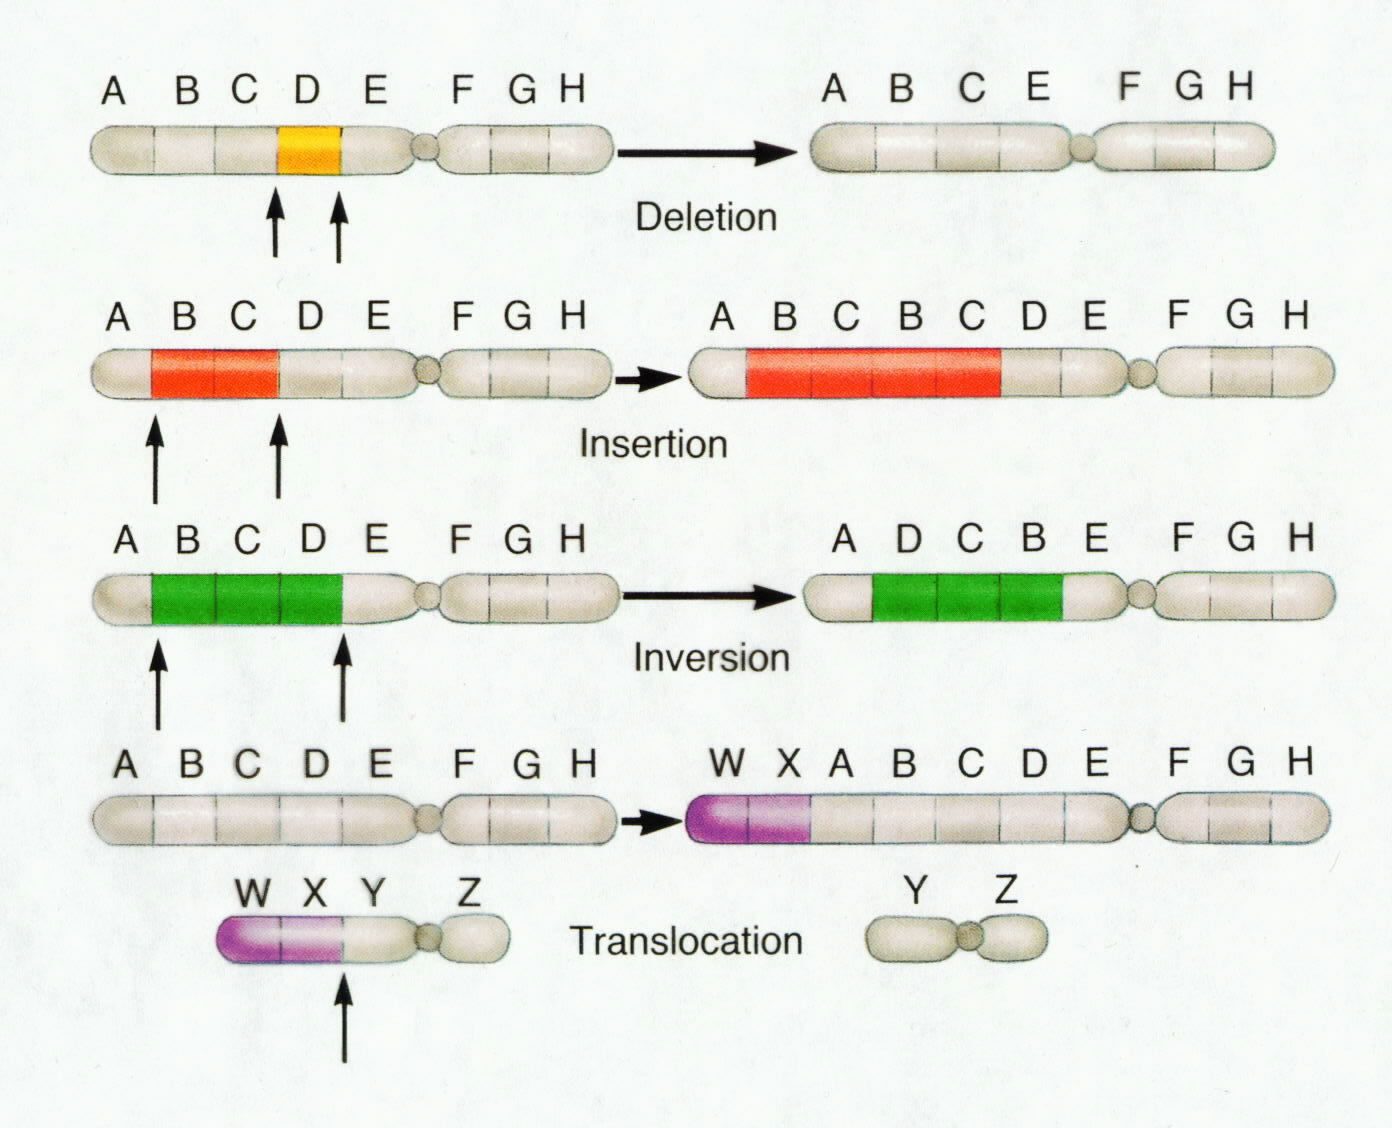 A B C D E F G H A B C E F G H
Deletion
A B C D E F G H A B C B C D E F G H
Insertion
A B C D E F G H A D C B E F G H
Inversion
A B C D E F G H W X A B C D E F G H
W X Y Z Y Z
Translocation